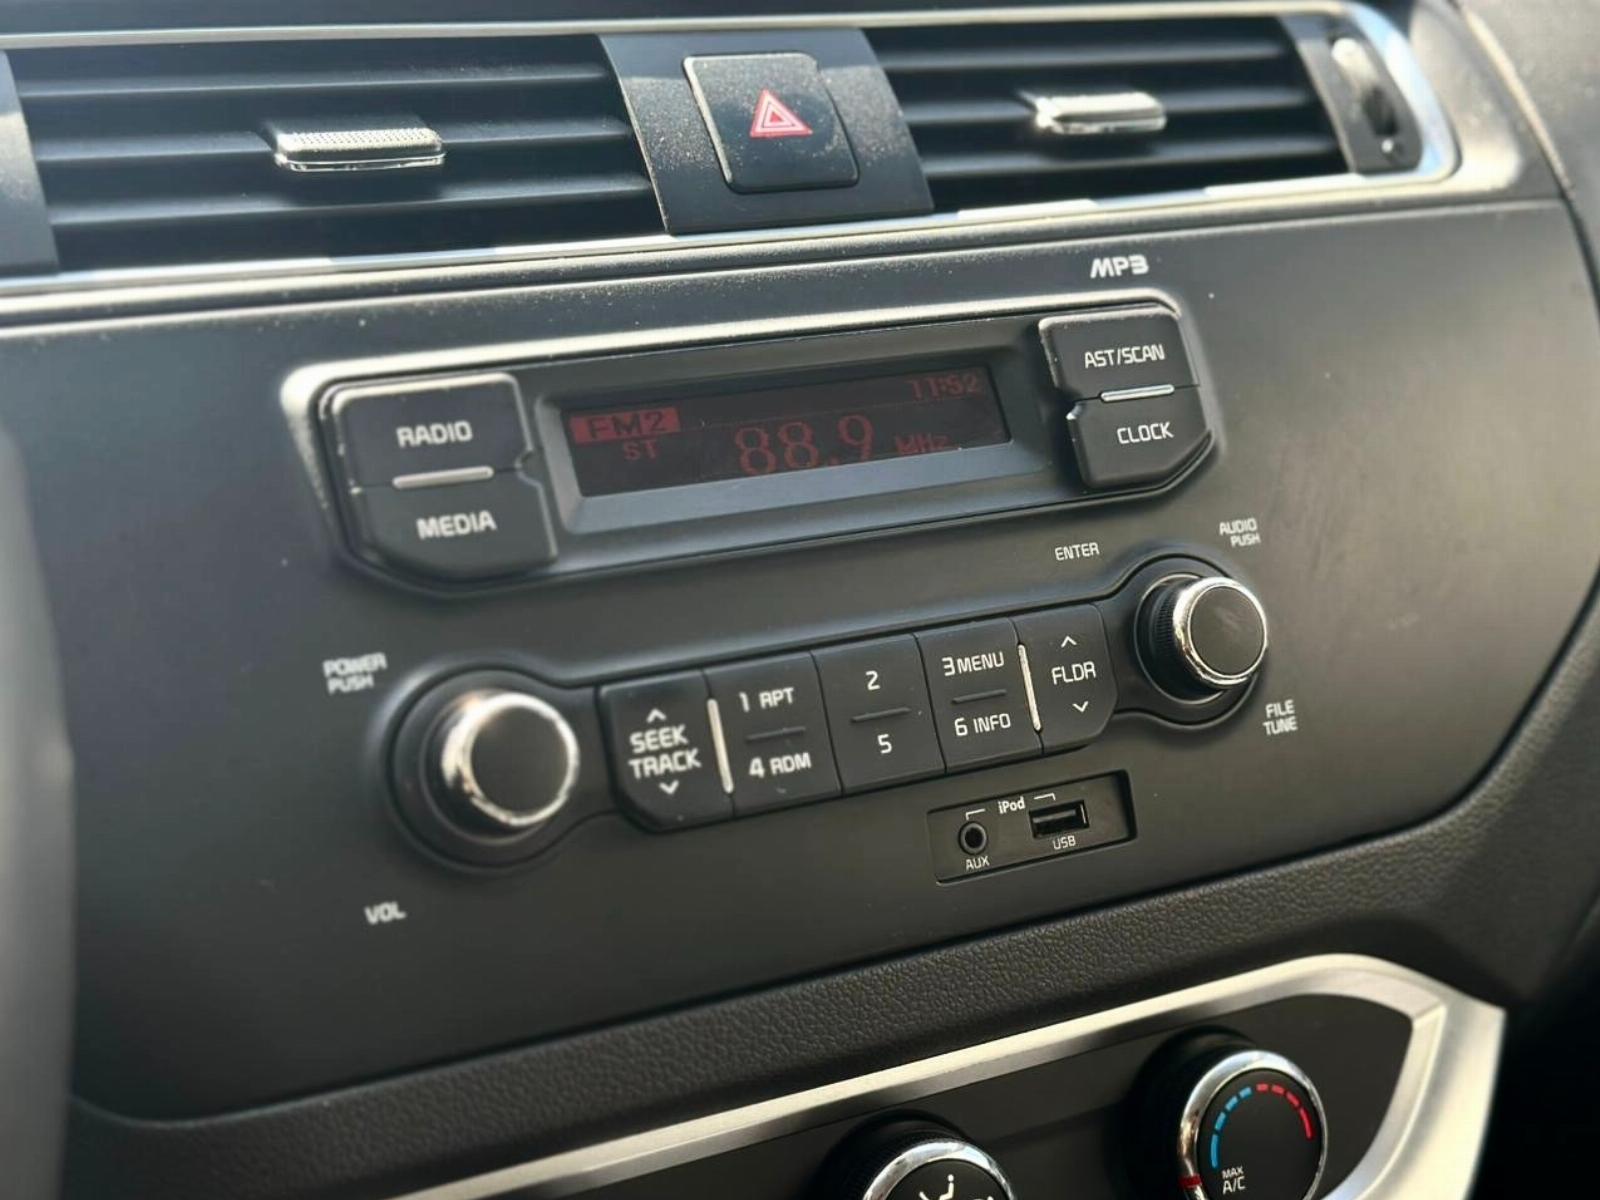 MP3
RADIO
MEDIA
FM2
ST
88.9 MHz
11:52
AST/SCAN
CLOCK
ENTER
AUDIO
PUSH
POWER
PUSH
VOL
SEEK
TRACK
1 RPT
4 RDM
2
5
3 MENU
6 INFO
FLDR
FILE
TUNE
iPod
AUX
USB
MAX
A/C